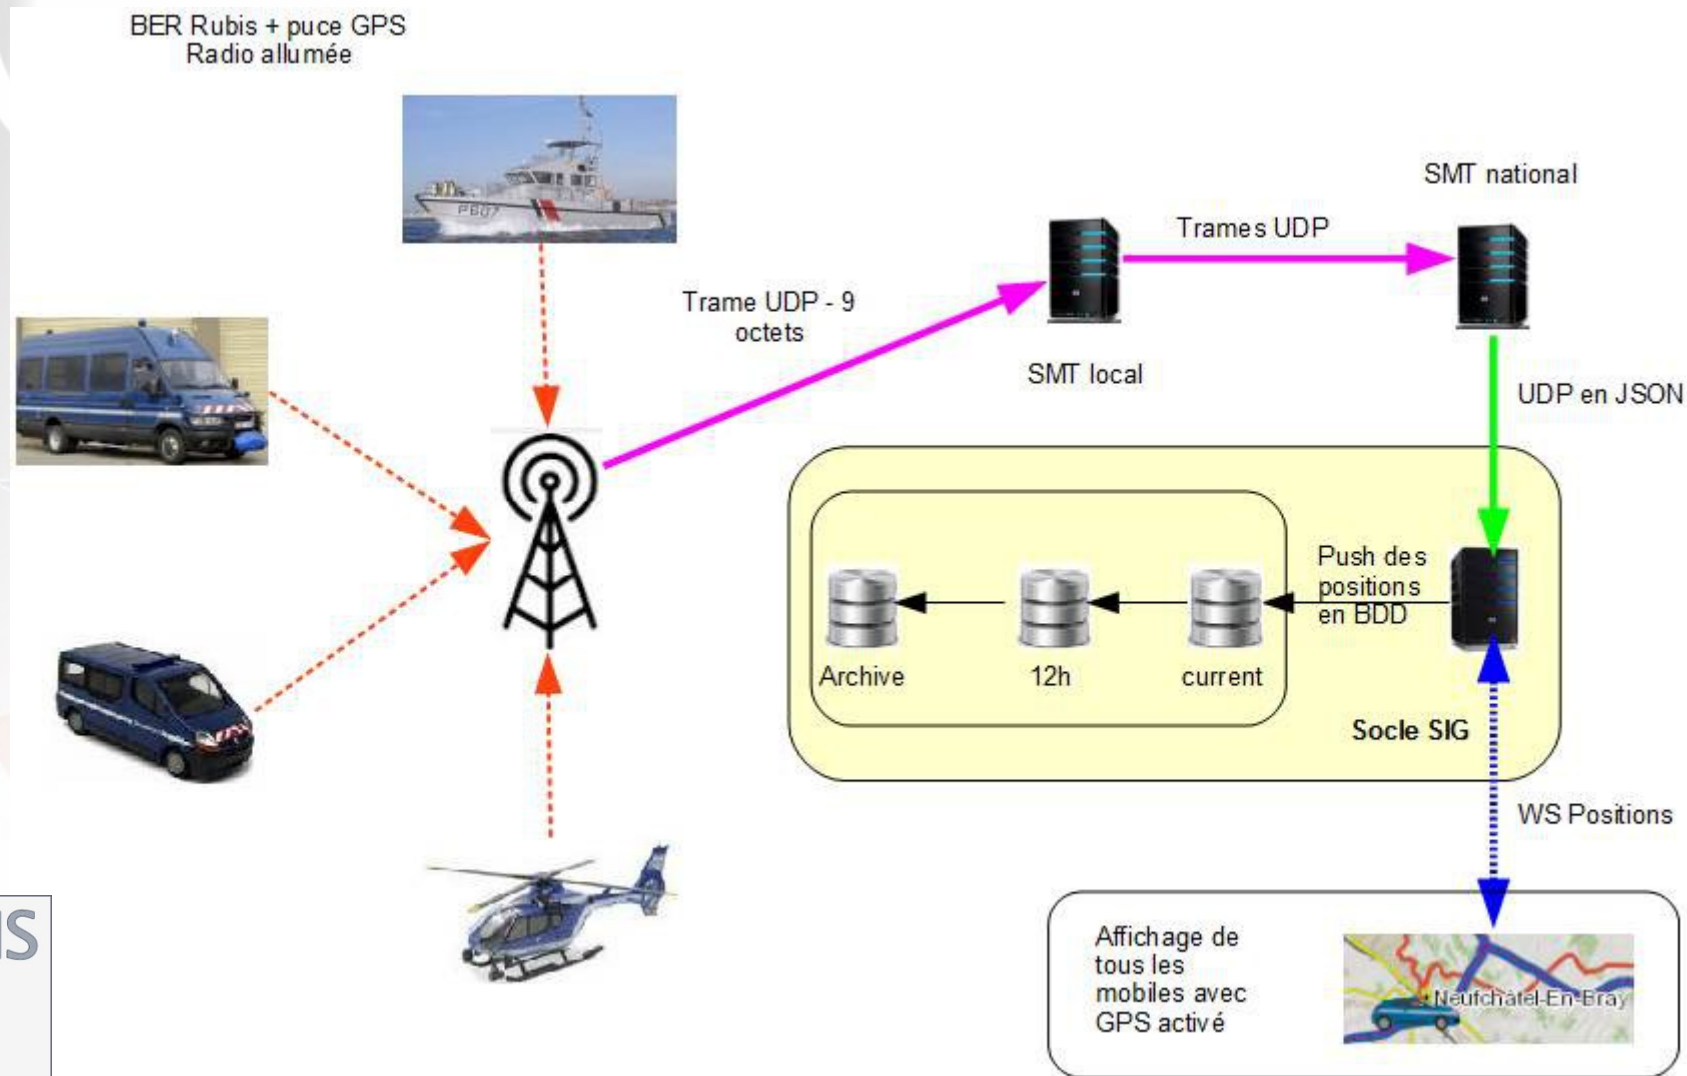 BER Rubis + puce GPS
Radio allumée
P607
SMT national
Trames UDP
Trame UDP - 9
octets
SMT local
UDP en JSON
Push des
positions
en BDD
Archive
12h
current
Socle SIG
WS Positions
Affichage de
tous les
mobiles avec
GPS activé
Neufchâtel-En-Bray